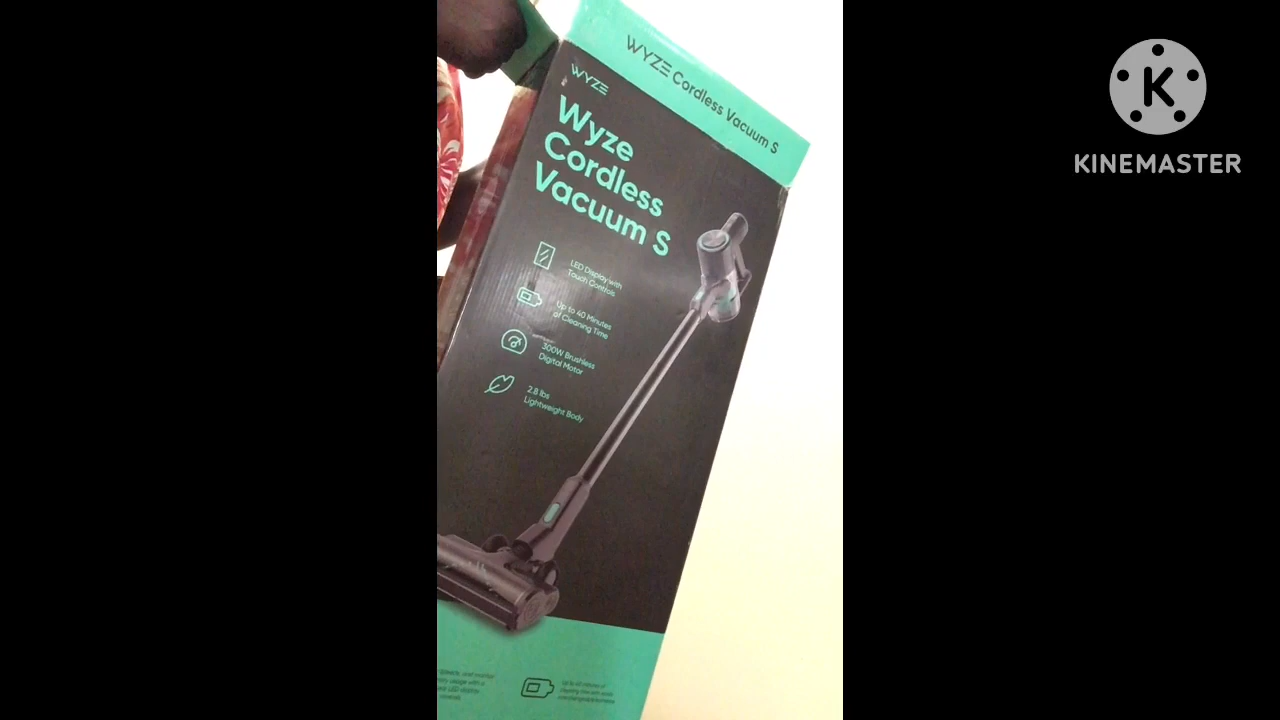 WYZE Cordless Vacuum S
WYZE
Wyze
Cordless
Vacuum S
LED Display with
Touch Controls
Up to 40 Minutes
of Cleaning Time
300W Brushless
Digital Motor
2.8 lbs
Lightweight Body
K
KINEMASTER